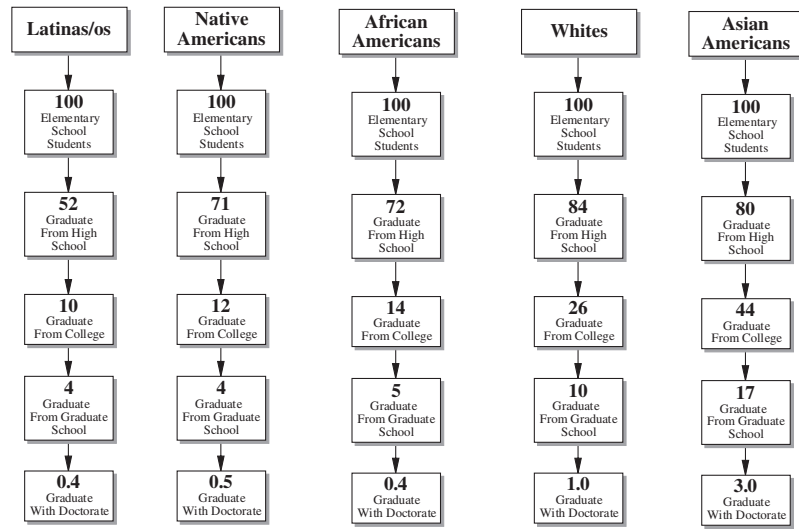 Latinas/os
100
Elementary
School
Students
52
Graduate
From High
School
10
Graduate
From College
4
Graduate
From Graduate
School
0.4
Graduate
With Doctorate
Native
Americans
100
Elementary
School
Students
71
Graduate
From High
School
12
Graduate
From College
4
Graduate
From Graduate
School
0.5
Graduate
With Doctorate
African
Americans
100
Elementary
School
Students
72
Graduate
From High
School
14
Graduate
From College
5
Graduate
From Graduate
School
0.4
Graduate
With Doctorate
Whites
100
Elementary
School
Students
84
Graduate
From High
School
26
Graduate
From College
10
Graduate
From Graduate
School
1.0
Graduate
With Doctorate
Asian
Americans
100
Elementary
School
Students
80
Graduate
From High
School
44
Graduate
From College
17
Graduate
From Graduate
School
3.0
Graduate
With Doctorate